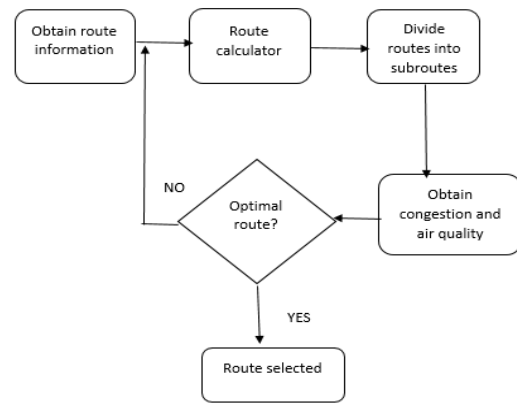 Obtain route
information
Route
calculator
Divide
routes into
subroutes
Obtain
congestion and
air quality
Optimal
route?
NO
YES
Route selected